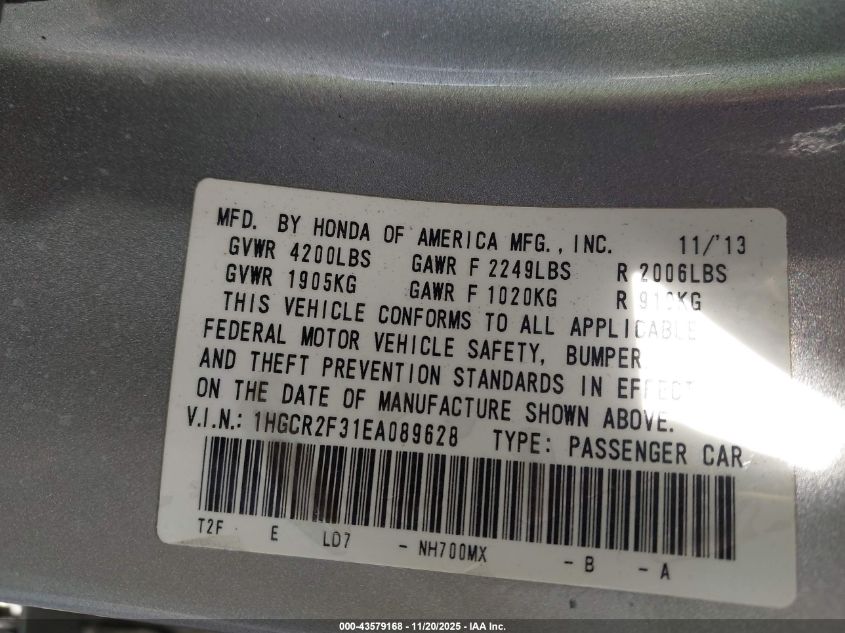 MFD. BY HONDA OF AMERICA MFG., INC. 11/'13
GVWR 4200LBS GAWR F 2249LBS R 2006LBS
GVWR 1905KG GAWR F 1020KG R 910KG
THIS VEHICLE CONFORMS TO ALL APPLICABLE
FEDERAL MOTOR VEHICLE SAFETY, BUMPER,
AND THEFT PREVENTION STANDARDS IN EFFECT
ON THE DATE OF MANUFACTURE SHOWN ABOVE.
V.I.N.: 1HGCR2F31EA089628 TYPE: PASSENGER CAR
T2F E LD7 - NH700MX - B - A
000-43579168 - 11/20/2025 - IAA Inc.